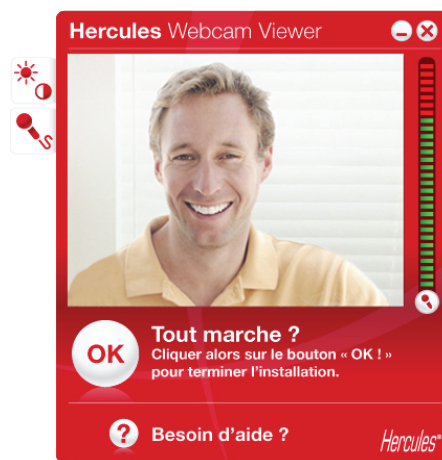 Hercules Webcam Viewer
S
OK
Tout marche ?
Cliquer alors sur le bouton « OK ! »
pour terminer l'installation.
? Besoin d'aide ?
Hercules